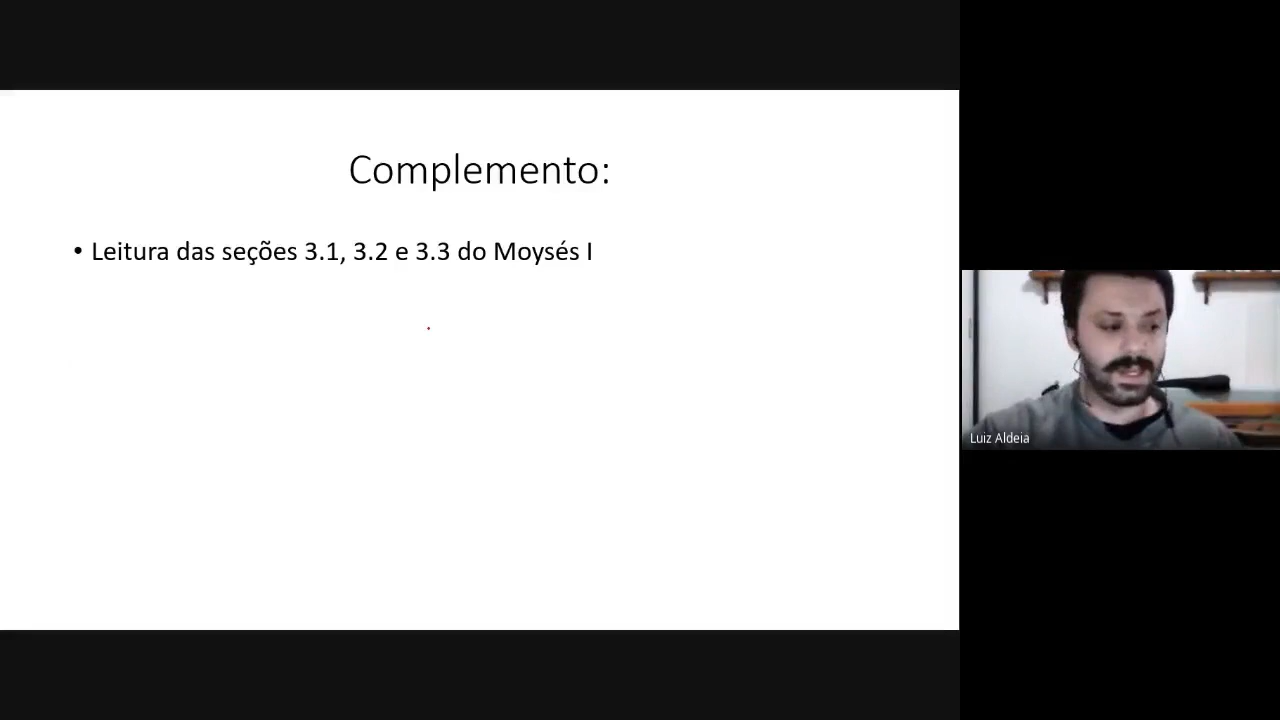 Complemento:
• Leitura das seções 3.1, 3.2 e 3.3 do Moysés I
Luiz Aldeia